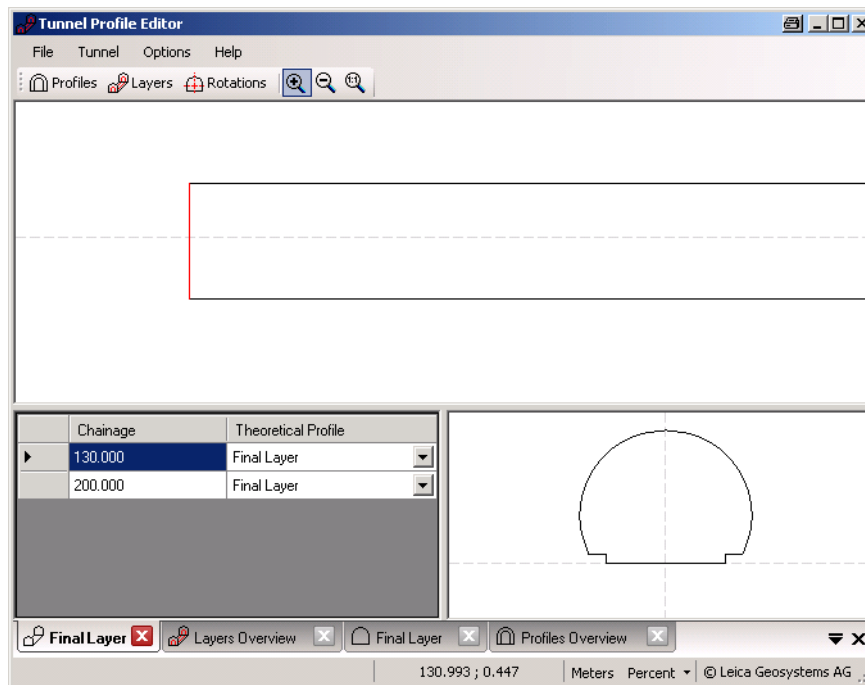 Tunnel Profile Editor
File Tunnel Options Help
Profiles Layers Rotations 1:1
Chainage Theoretical Profile
130.000 Final Layer
200.000 Final Layer
Final Layer Layers Overview Final Layer Profiles Overview
130.993 ; 0.447 Meters Percent © Leica Geosystems AG